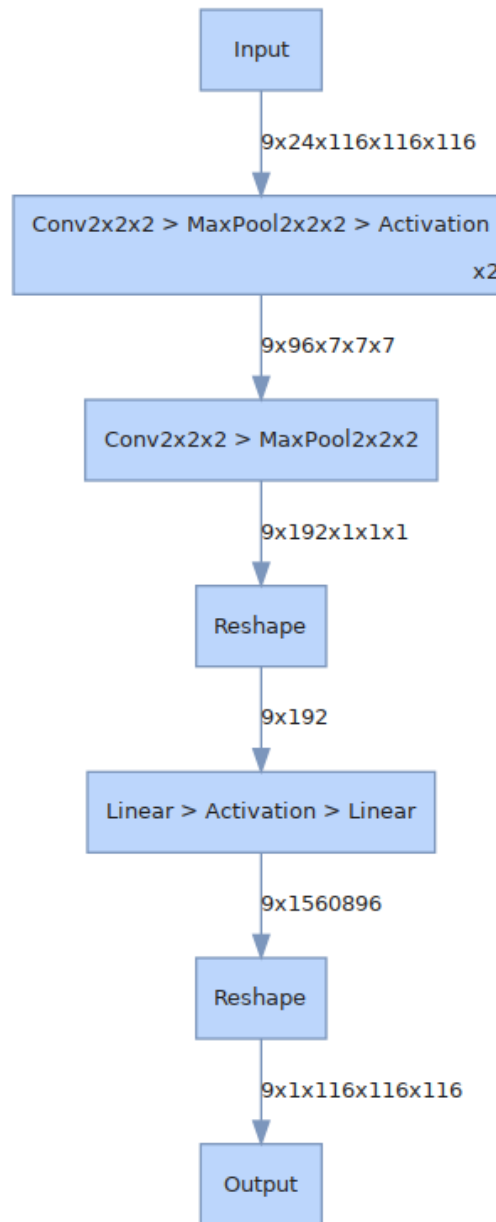 Input
9x24x116x116x116
Conv2x2x2 > MaxPool2x2x2 > Activation
x2
9x96x7x7x7
Conv2x2x2 > MaxPool2x2x2
9x192x1x1x1
Reshape
9x192
Linear > Activation > Linear
9x1560896
Reshape
9x1x116x116x116
Output